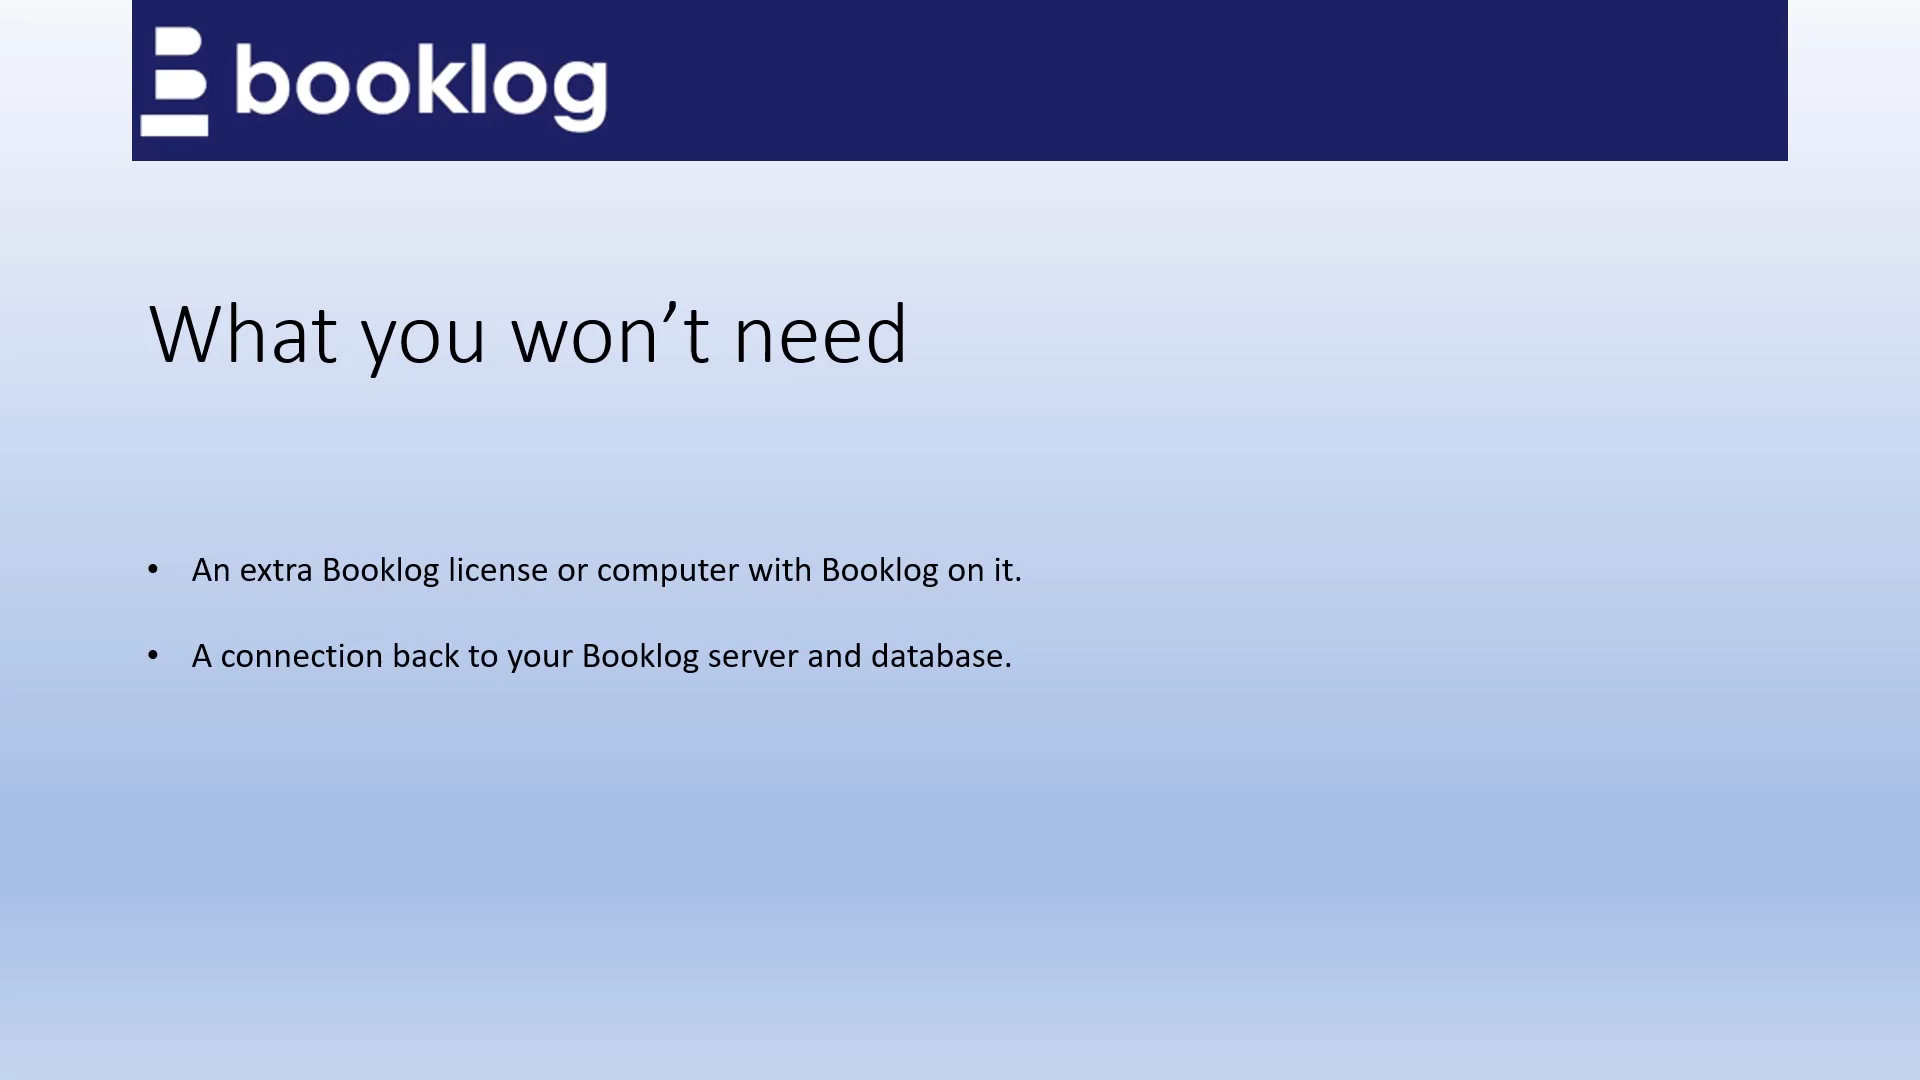 booklog
What you won’t need
• An extra Booklog license or computer with Booklog on it.
• A connection back to your Booklog server and database.